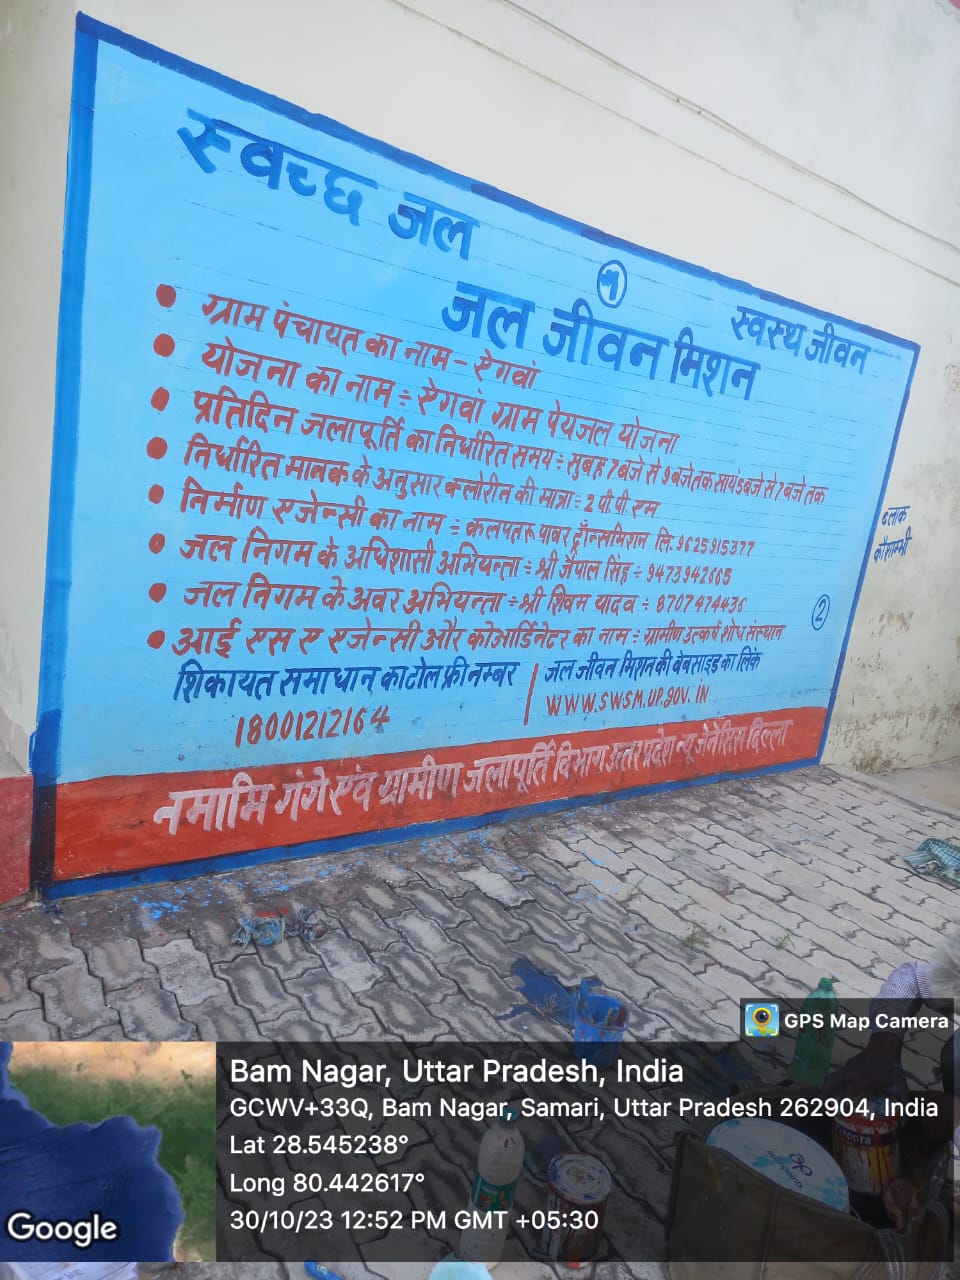 स्वच्छ जल
१
जल जीवन मिशन
स्वस्थ जीवन
• ग्राम पंचायत का नाम - ऐगवां
• योजना का नाम ÷ ऐगवां ग्राम पेयजल योजना
• प्रतिदिन जलापूर्ति का निर्धारित समय ÷ सुबह 7 बजे से 9 बजे तक सायं 5 बजे से 7 बजे तक
• निर्धारित मानक के अनुसार क्लोरीन की मात्रा ÷ 2 पी.पी. एम
• निर्माण एजेन्सी का नाम ÷ कलपतरू पावर ट्रॉन्समिशन लि. 9625915377
• जल निगम के अधिशासी अभियन्ता ÷ श्री जैपाल सिंह ÷ 9473942665
• जल निगम के अवर अभियन्ता ÷ श्री शिवम यादव ÷ 8707474436
• आई एस ए एजेन्सी और कोआर्डिनेटर का नाम ÷ ग्रामीण उत्कर्ष शोध संस्थान
2
शिकायत समाधान का टोल फ्री नम्बर
18001212164
जल जीवन मिशन की वेबसाइड का लिंक
WWW.SWSM.UP.GOV.IN
नमामि गंगे एवं ग्रामीण जलापूर्ति विभाग उत्तर प्रदेश न्यू जेनेसिस दिल्ला
ब्लाक
GPS Map Camera
Bam Nagar, Uttar Pradesh, India
GCWV+33Q, Bam Nagar, Samari, Uttar Pradesh 262904, India
Lat 28.545238°
Long 80.442617°
30/10/23 12:52 PM GMT +05:30
Google